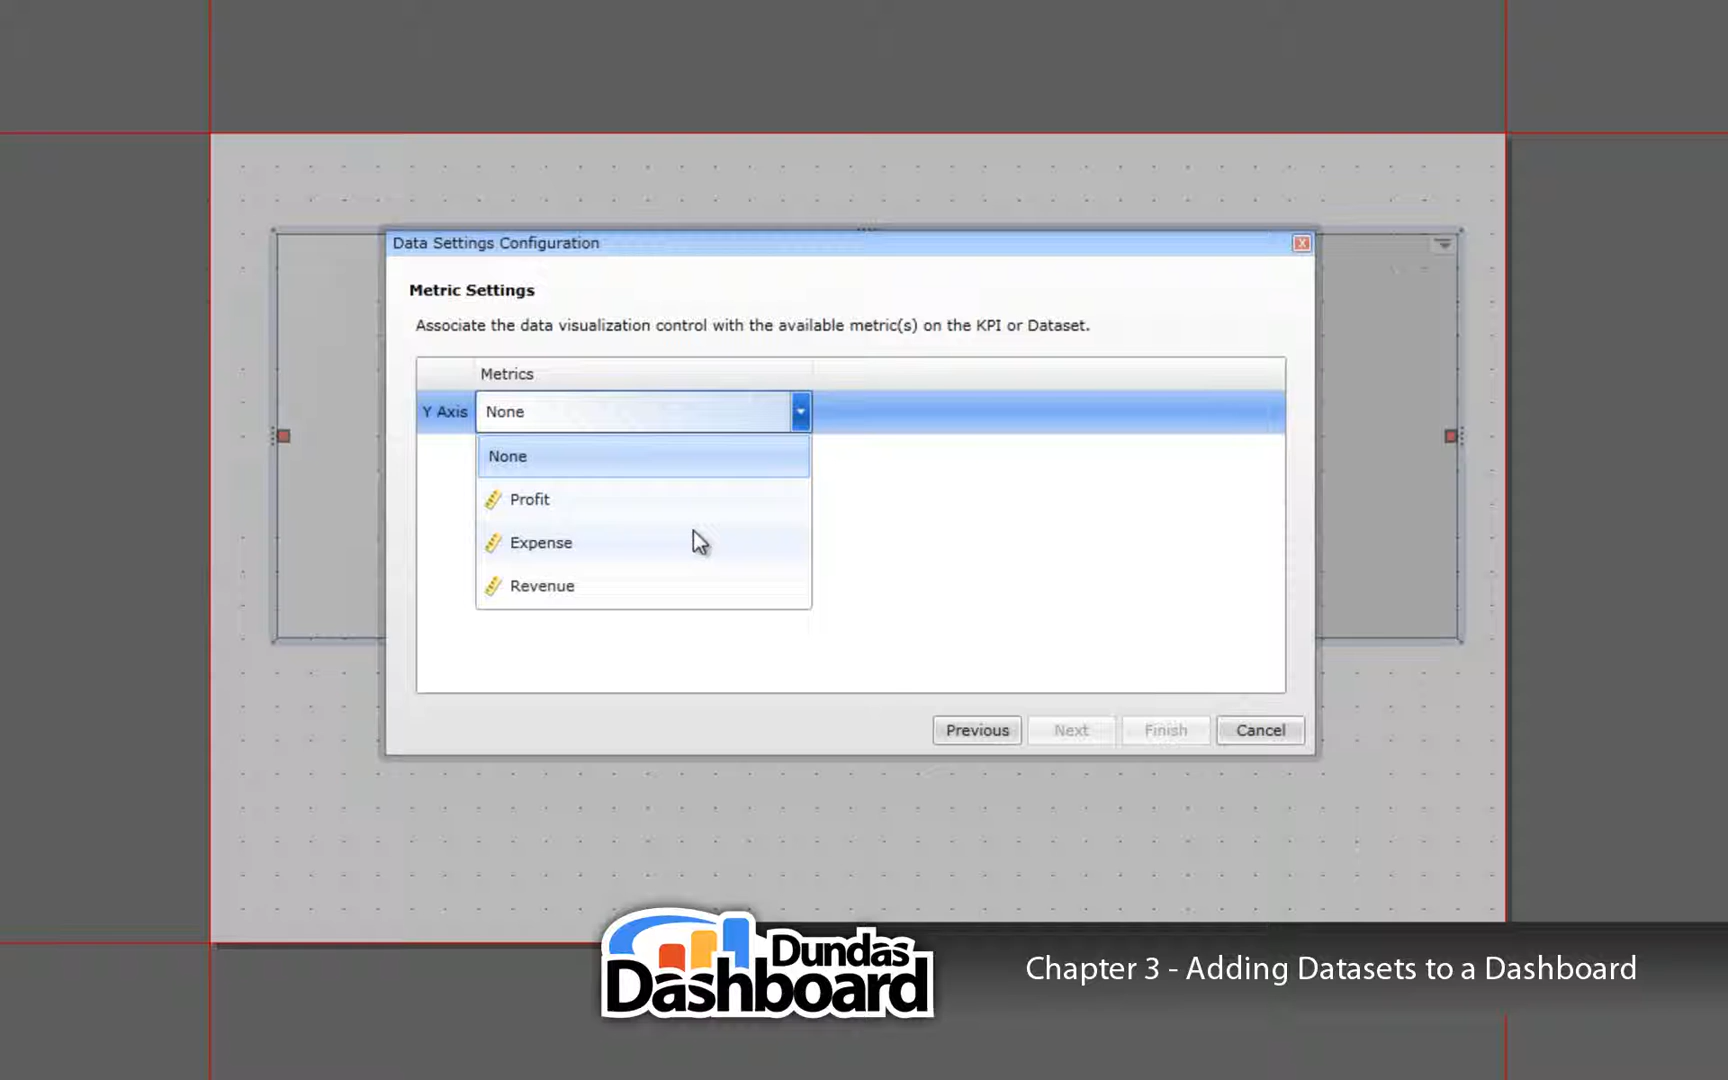 Data Settings Configuration
Metric Settings
Associate the data visualization control with the available metric(s) on the KPI or Dataset.
Metrics
Y Axis None
None
Profit
Expense
Revenue
Previous Next Finish Cancel
Dundas
Dashboard
Chapter 3 - Adding Datasets to a Dashboard